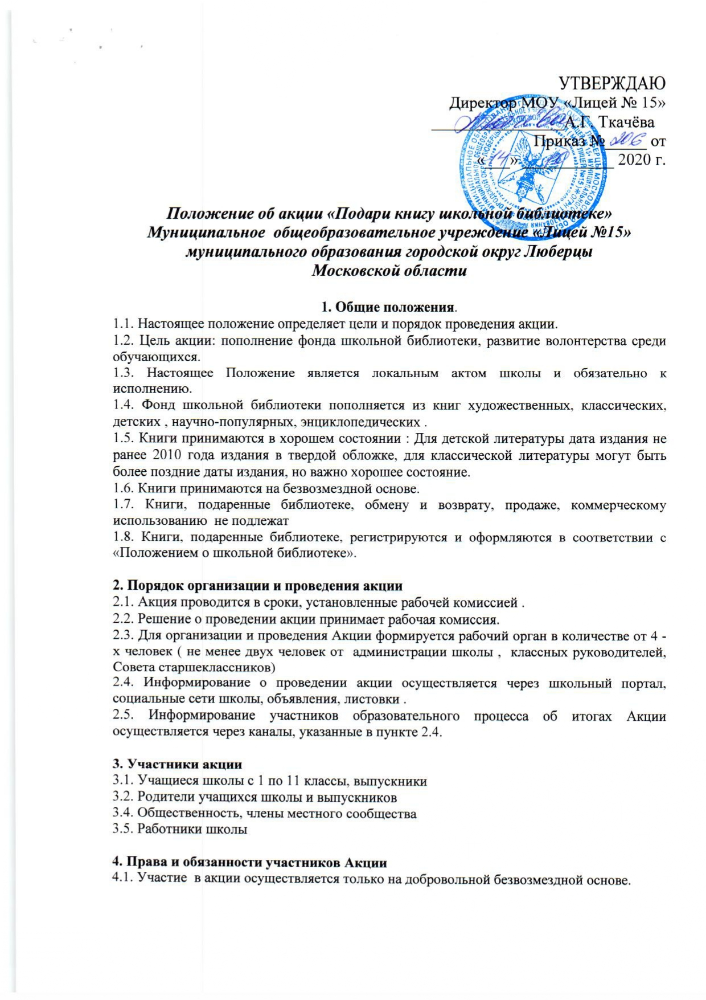 УТВЕРЖДАЮ
Директор МОУ «Лицей № 15»
А.Г. Ткачёва
Приказ № 206 от
«14» 10 2020 г.
Положение об акции «Подари книгу школьной библиотеке»
Муниципальное общеобразовательное учреждение «Лицей №15»
муниципального образования городской округ Люберцы
Московской области
1. Общие положения.
1.1. Настоящее положение определяет цели и порядок проведения акции.
1.2. Цель акции: пополнение фонда школьной библиотеки, развитие волонтерства среди
обучающихся.
1.3. Настоящее Положение является локальным актом школы и обязательно к
исполнению.
1.4. Фонд школьной библиотеки пополняется из книг художественных, классических,
детских , научно-популярных, энциклопедических .
1.5. Книги принимаются в хорошем состоянии : Для детской литературы дата издания не
ранее 2010 года издания в твердой обложке, для классической литературы могут быть
более поздние даты издания, но важно хорошее состояние.
1.6. Книги принимаются на безвозмездной основе.
1.7. Книги, подаренные библиотеке, обмену и возврату, продаже, коммерческому
использованию не подлежат
1.8. Книги, подаренные библиотеке, регистрируются и оформляются в соответствии с
«Положением о школьной библиотеке».
2. Порядок организации и проведения акции
2.1. Акция проводится в сроки, установленные рабочей комиссией .
2.2. Решение о проведении акции принимает рабочая комиссия.
2.3. Для организации и проведения Акции формируется рабочий орган в количестве от 4 -
х человек ( не менее двух человек от администрации школы , классных руководителей,
Совета старшеклассников)
2.4. Информирование о проведении акции осуществляется через школьный портал,
социальные сети школы, объявления, листовки .
2.5. Информирование участников образовательного процесса об итогах Акции
осуществляется через каналы, указанные в пункте 2.4.
3. Участники акции
3.1. Учащиеся школы с 1 по 11 классы, выпускники
3.2. Родители учащихся школы и выпускников
3.4. Общественность, члены местного сообщества
3.5. Работники школы
4. Права и обязанности участников Акции
4.1. Участие в акции осуществляется только на добровольной безвозмездной основе.